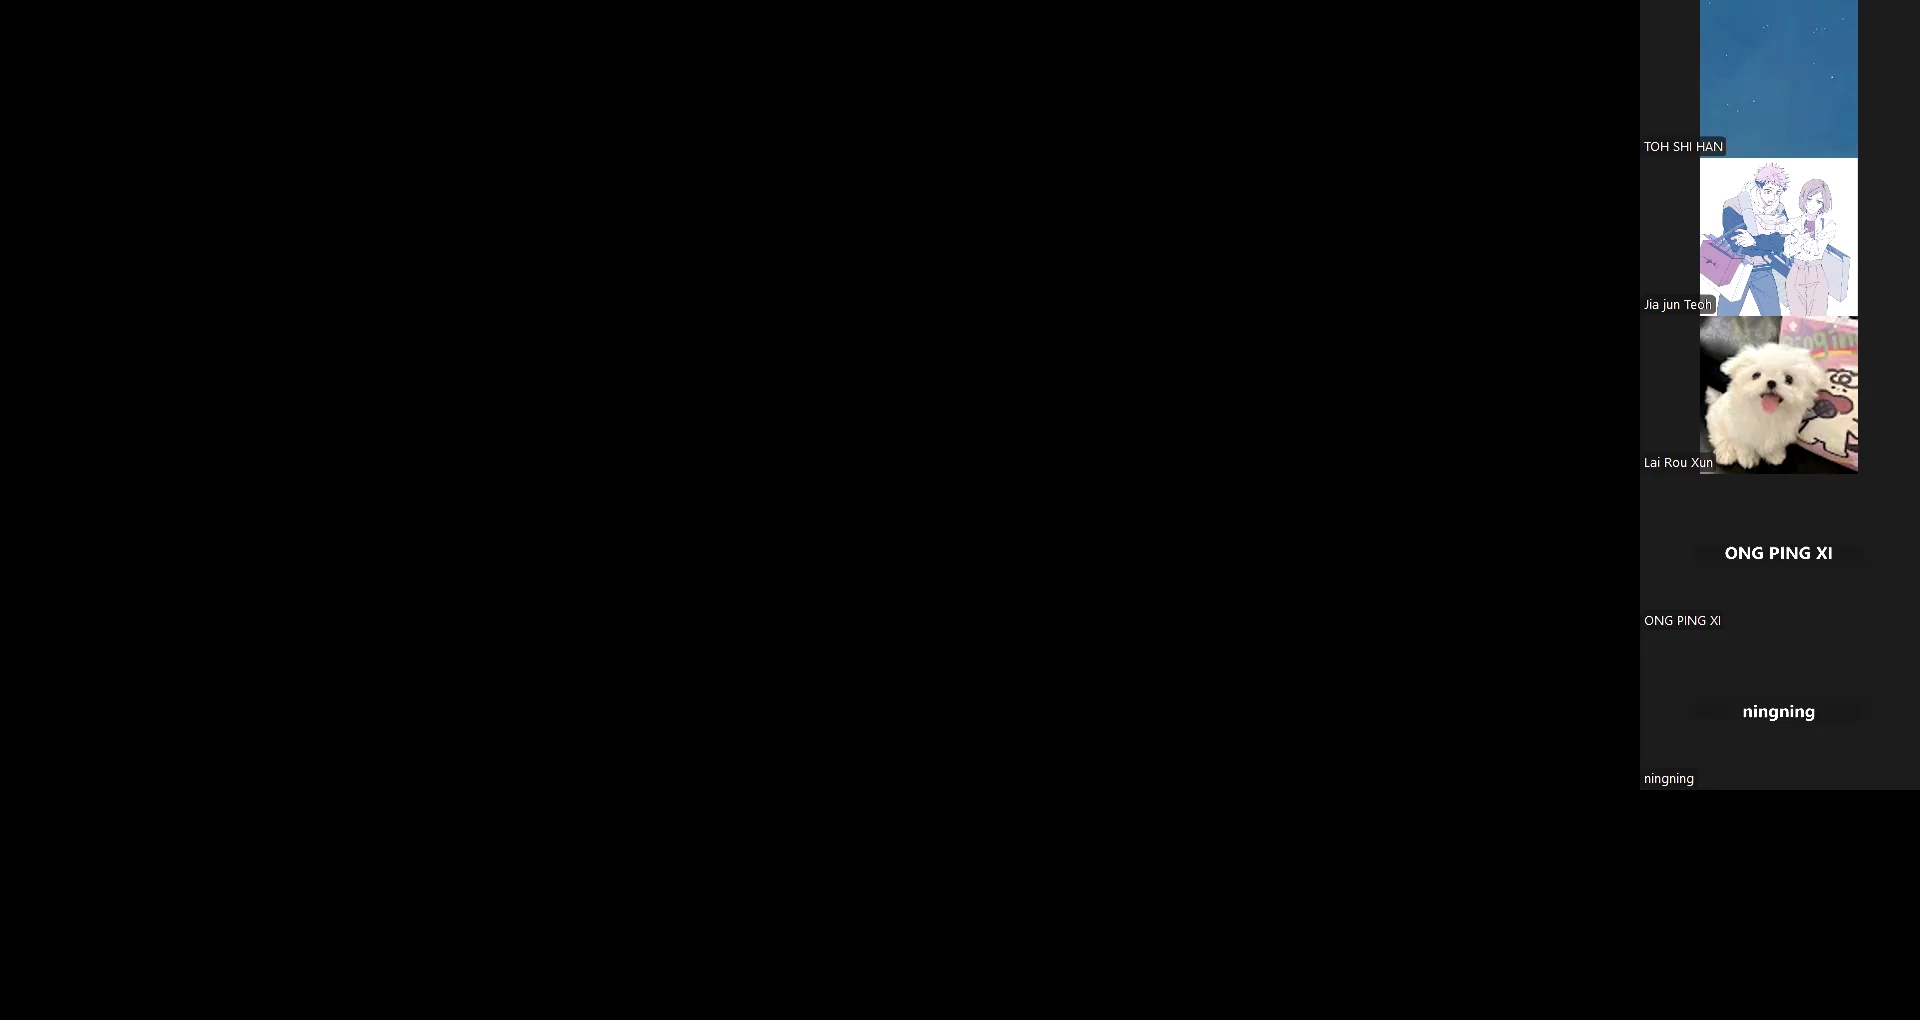 TOH SHI HAN
Jia jun Teoh
Lai Rou Xun
ONG PING XI
ONG PING XI
ningning
ningning